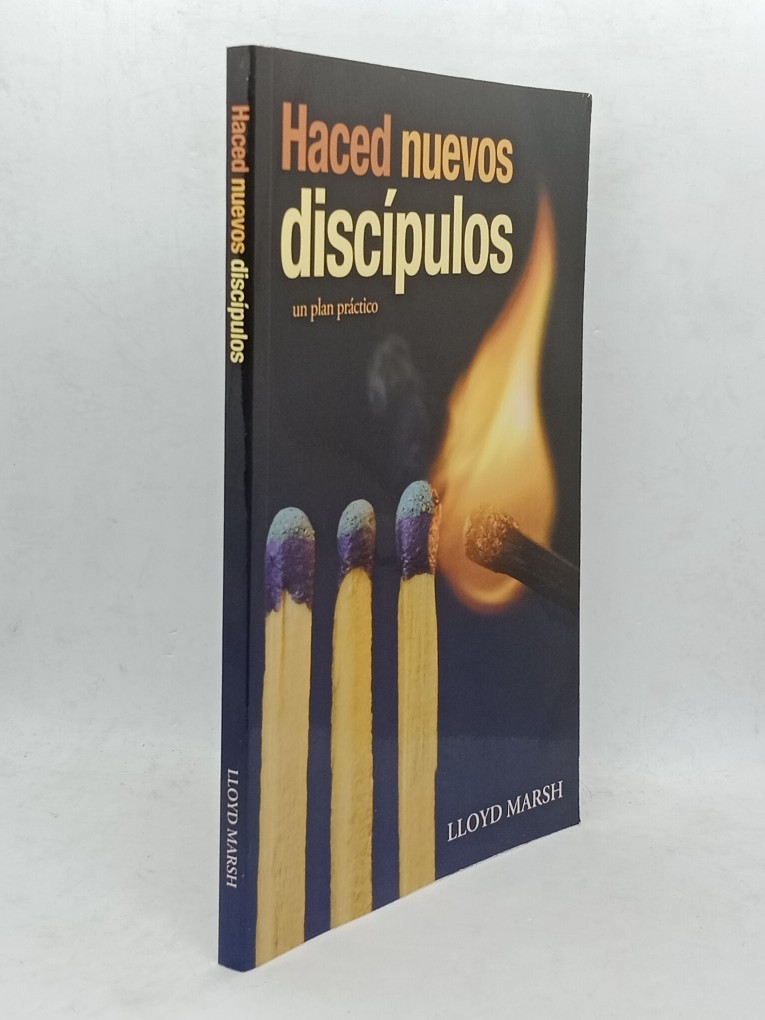 Haced nuevos
discípulos
un plan práctico
LLOYD MARSH
Haced nuevos discípulos
LLOYD MARSH